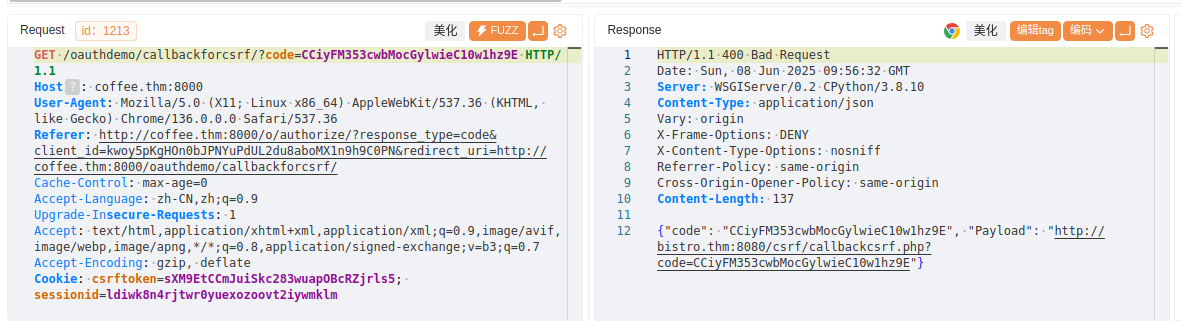 Request
id: 1213
美化
FUZZ
GET /oauthdemo/callbackforcsrf/?code=CCiyFM353cwbMocGylwieC10w1hz9E HTTP/
1.1
Host ? : coffee.thm:8000
User-Agent: Mozilla/5.0 (X11; Linux x86_64) AppleWebKit/537.36 (KHTML,
like Gecko) Chrome/136.0.0.0 Safari/537.36
Referer: http://coffee.thm:8000/o/authorize/?response_type=code&
client_id=kwoy5pKgHOn0bJPNYuPdUL2du8aboMX1n9h9C0PN&redirect_uri=http://
coffee.thm:8000/oauthdemo/callbackforcsrf/
Cache-Control: max-age=0
Accept-Language: zh-CN,zh;q=0.9
Upgrade-Insecure-Requests: 1
Accept: text/html,application/xhtml+xml,application/xml;q=0.9,image/avif,
image/webp,image/apng,*/*;q=0.8,application/signed-exchange;v=b3;q=0.7
Accept-Encoding: gzip, deflate
Cookie: csrftoken=sXM9EtCCmJuiSkc283wuapOBcRZjrls5;
sessionid=ldiwk8n4rjtwr0yuexozoovt2iywmklm
Response
美化
编辑tag
编码
1 HTTP/1.1 400 Bad Request
2 Date: Sun, 08 Jun 2025 09:56:32 GMT
3 Server: WSGIServer/0.2 CPython/3.8.10
4 Content-Type: application/json
5 Vary: origin
6 X-Frame-Options: DENY
7 X-Content-Type-Options: nosniff
8 Referrer-Policy: same-origin
9 Cross-Origin-Opener-Policy: same-origin
10 Content-Length: 137
11
12 {"code": "CCiyFM353cwbMocGylwieC10w1hz9E", "Payload": "http://
bistro.thm:8080/csrf/callbackcsrf.php?
code=CCiyFM353cwbMocGylwieC10w1hz9E"}